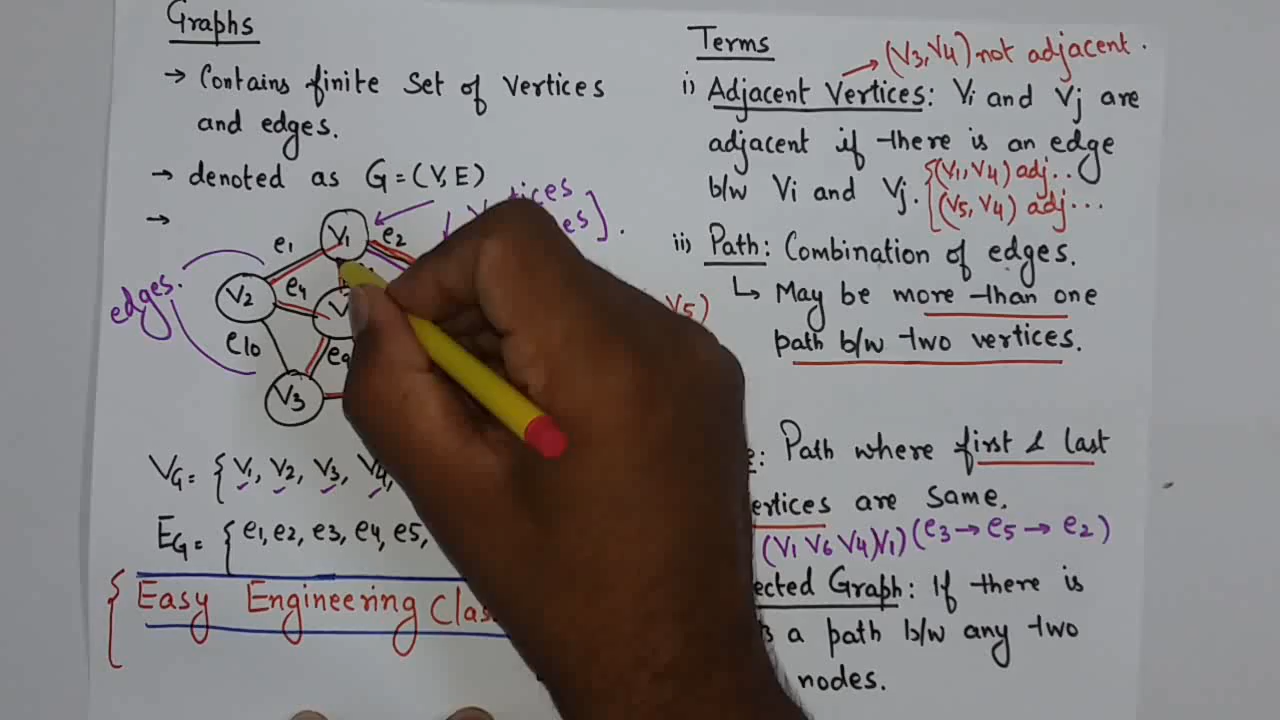 Graphs
→ Contains finite set of vertices
and edges.
→ denoted as G=(V,E)
→
V1
e1
e2
edges.
V2
e4
e10
V3
VG= { V1, V2, V3, V4,
EG= { e1, e2, e3, e4, e5,
{ Easy Engineering Clas
Terms
→ (V3,V4) not adjacent.
i) Adjacent Vertices: Vi and Vj are
adjacent if there is an edge
b/w Vi and Vj. { (V1,V4) adj..
(V5,V4) adj...
ii) Path: Combination of edges.
↳ May be more than one
path b/w two vertices.
V5)
Path where first & last
ertices are same.
(V1 V6 V4 V1) (e3→e5→e2)
ected Graph: If there is
a path b/w any two
nodes.